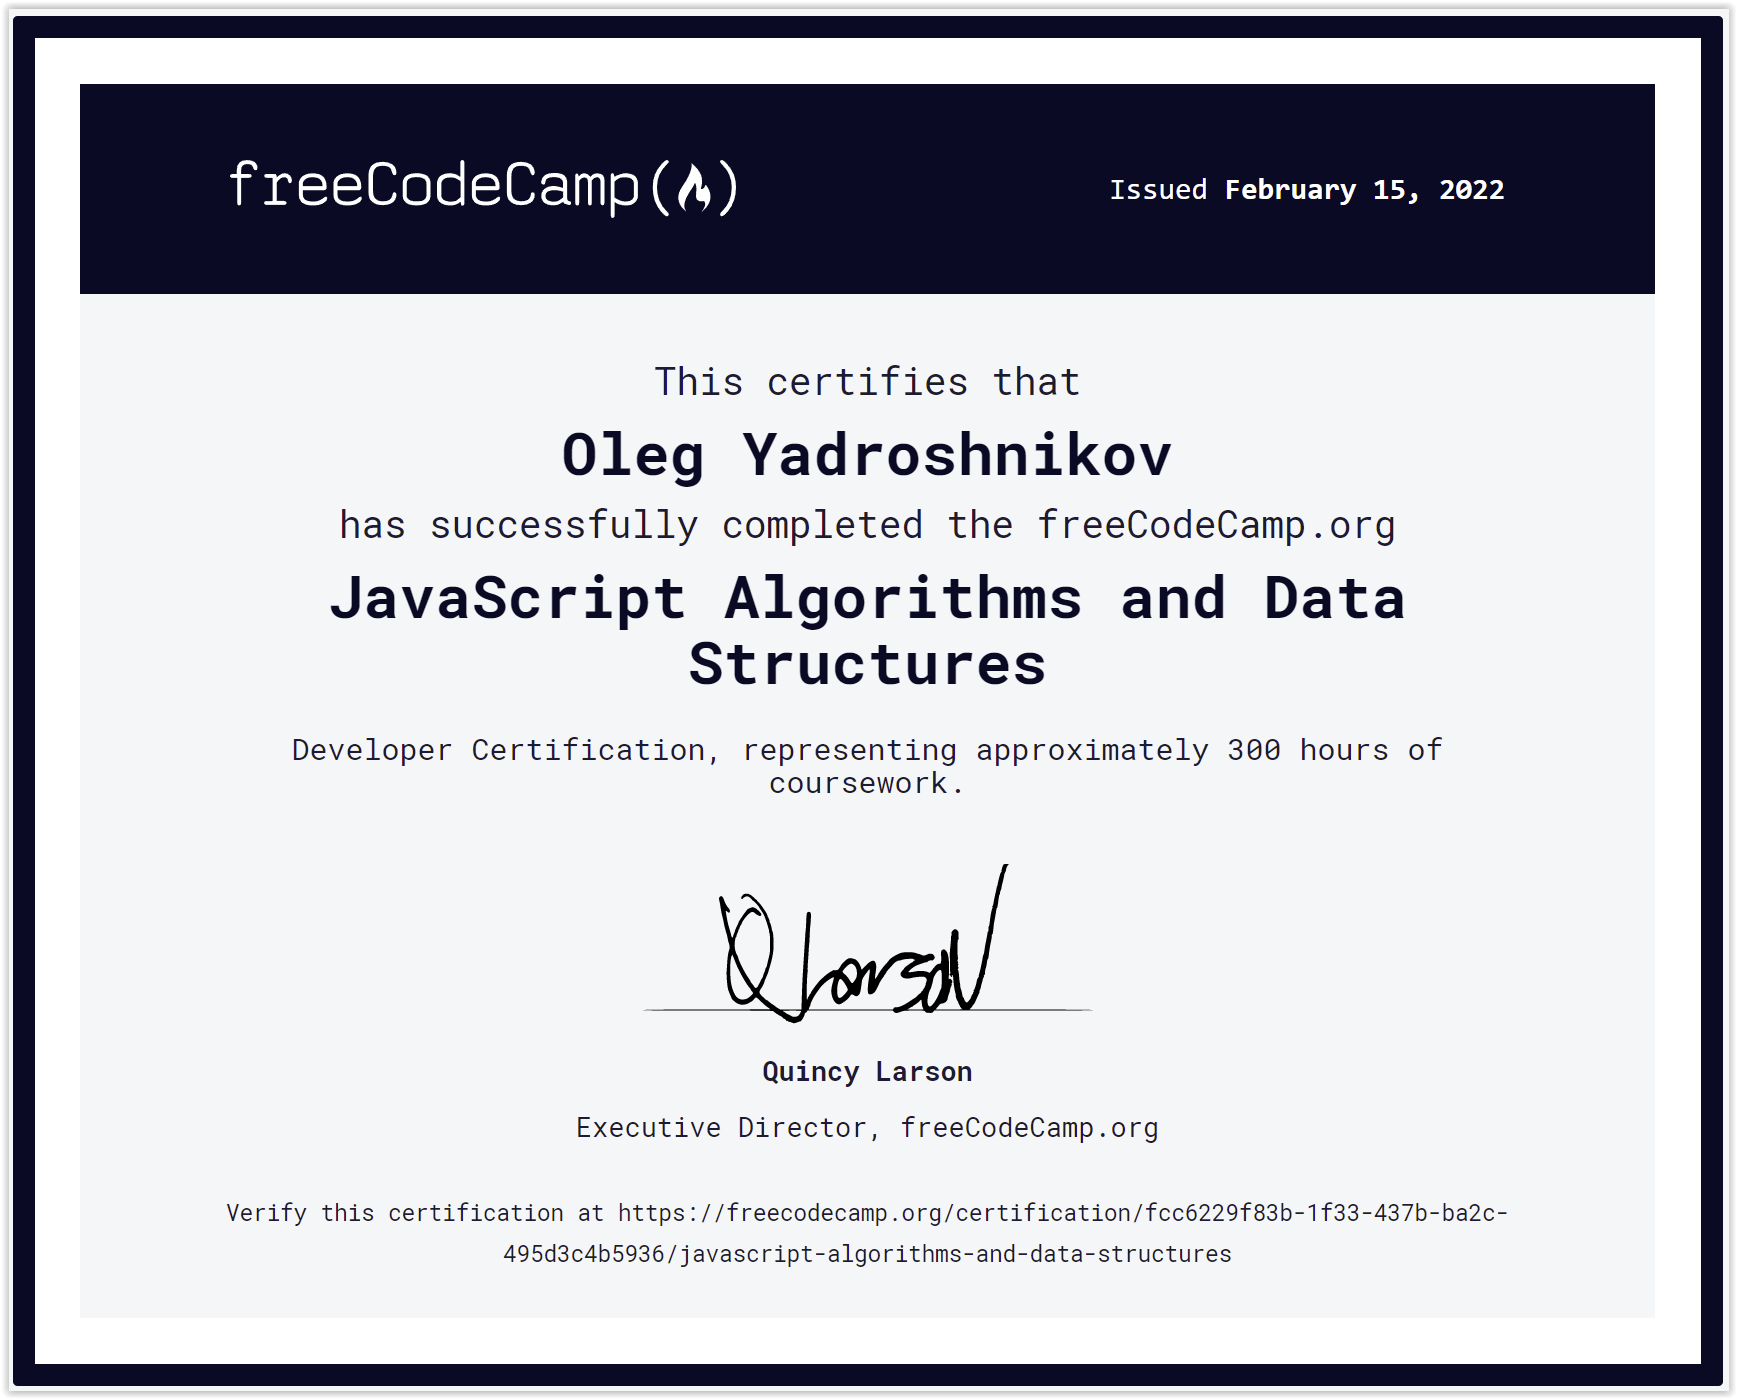 freeCodeCamp(🔥)
Issued February 15, 2022
This certifies that
Oleg Yadroshnikov
has successfully completed the freeCodeCamp.org
JavaScript Algorithms and Data
Structures
Developer Certification, representing approximately 300 hours of
coursework.
Q Larson
Quincy Larson
Executive Director, freeCodeCamp.org
Verify this certification at https://freecodecamp.org/certification/fcc6229f83b-1f33-437b-ba2c-
495d3c4b5936/javascript-algorithms-and-data-structures